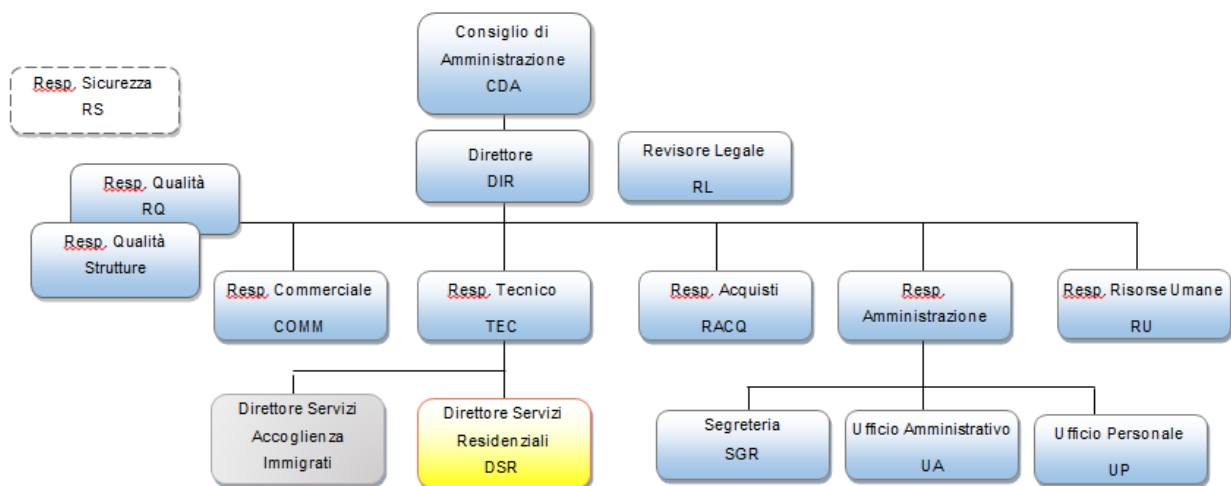 Consiglio di
Amministrazione
CDA
Resp. Sicurezza
RS
Direttore
DIR
Revisore Legale
RL
Resp. Qualità
RQ
Resp. Qualità
Strutture
Resp. Commerciale
COMM
Resp. Tecnico
TEC
Resp. Acquisti
RACQ
Resp.
Amministrazione
Resp. Risorse Umane
RU
Direttore Servizi
Accoglienza
Immigrati
Direttore Servizi
Residenziali
DSR
Segreteria
SGR
Ufficio Amministrativo
UA
Ufficio Personale
UP